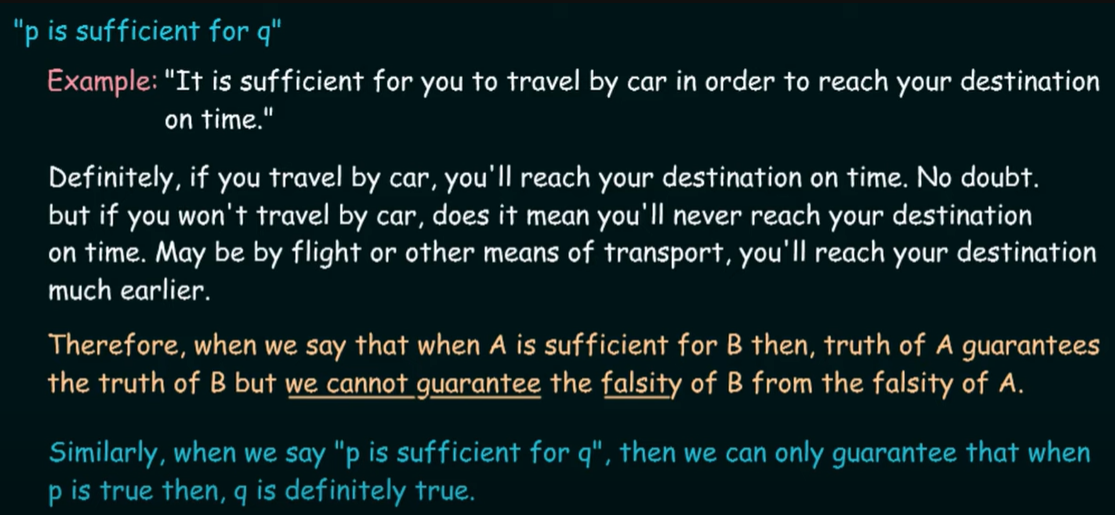 "p is sufficient for q"
Example: "It is sufficient for you to travel by car in order to reach your destination
on time."
Definitely, if you travel by car, you'll reach your destination on time. No doubt.
but if you won't travel by car, does it mean you'll never reach your destination
on time. May be by flight or other means of transport, you'll reach your destination
much earlier.
Therefore, when we say that when A is sufficient for B then, truth of A guarantees
the truth of B but we cannot guarantee the falsity of B from the falsity of A.
Similarly, when we say "p is sufficient for q", then we can only guarantee that when
p is true then, q is definitely true.